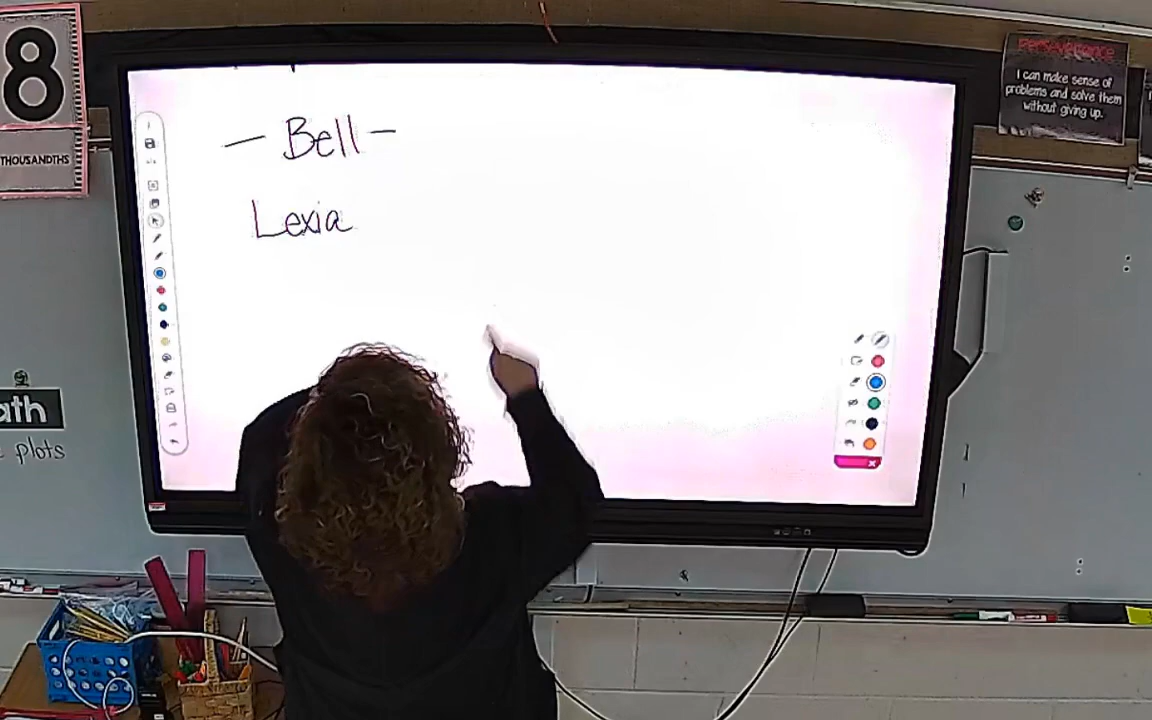 8
THOUSANDTHS
— Bell —
Lexia
Perseverance
I can make sense of
problems and solve them
without giving up.
ath
plots